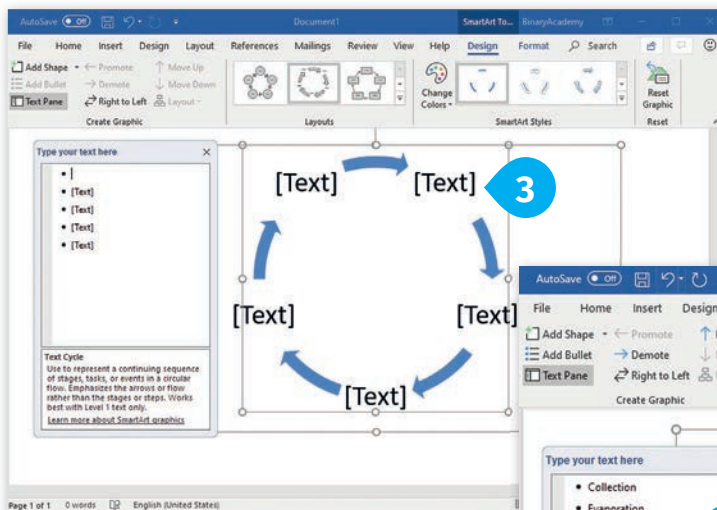 AutoSave Off Document1 SmartArt To... BinaryAcademy
File Home Insert Design Layout References Mailings Review View Help Design Format Search
Add Shape Promote Move Up
Add Bullet Demote Move Down
Text Pane Right to Left Layout
Create Graphic
Layouts
Change Colors
SmartArt Styles
Reset Graphic
Reset
Type your text here
[Text]
[Text]
[Text]
[Text]
Text Cycle
Use to represent a continuing sequence
of stages, tasks, or events in a circular
flow. Emphasizes the arrows or flow
rather than the stages or steps. Works
best with Level 1 text only.
Learn more about SmartArt graphics
[Text] [Text]
3
[Text] [Text]
[Text]
Page 1 of 1 0 words English (United States)
AutoSave Off
File Home Insert Design
Add Shape Promote
Add Bullet Demote
Text Pane Right to Left
Create Graphic
Type your text here
Collection
Evaporation